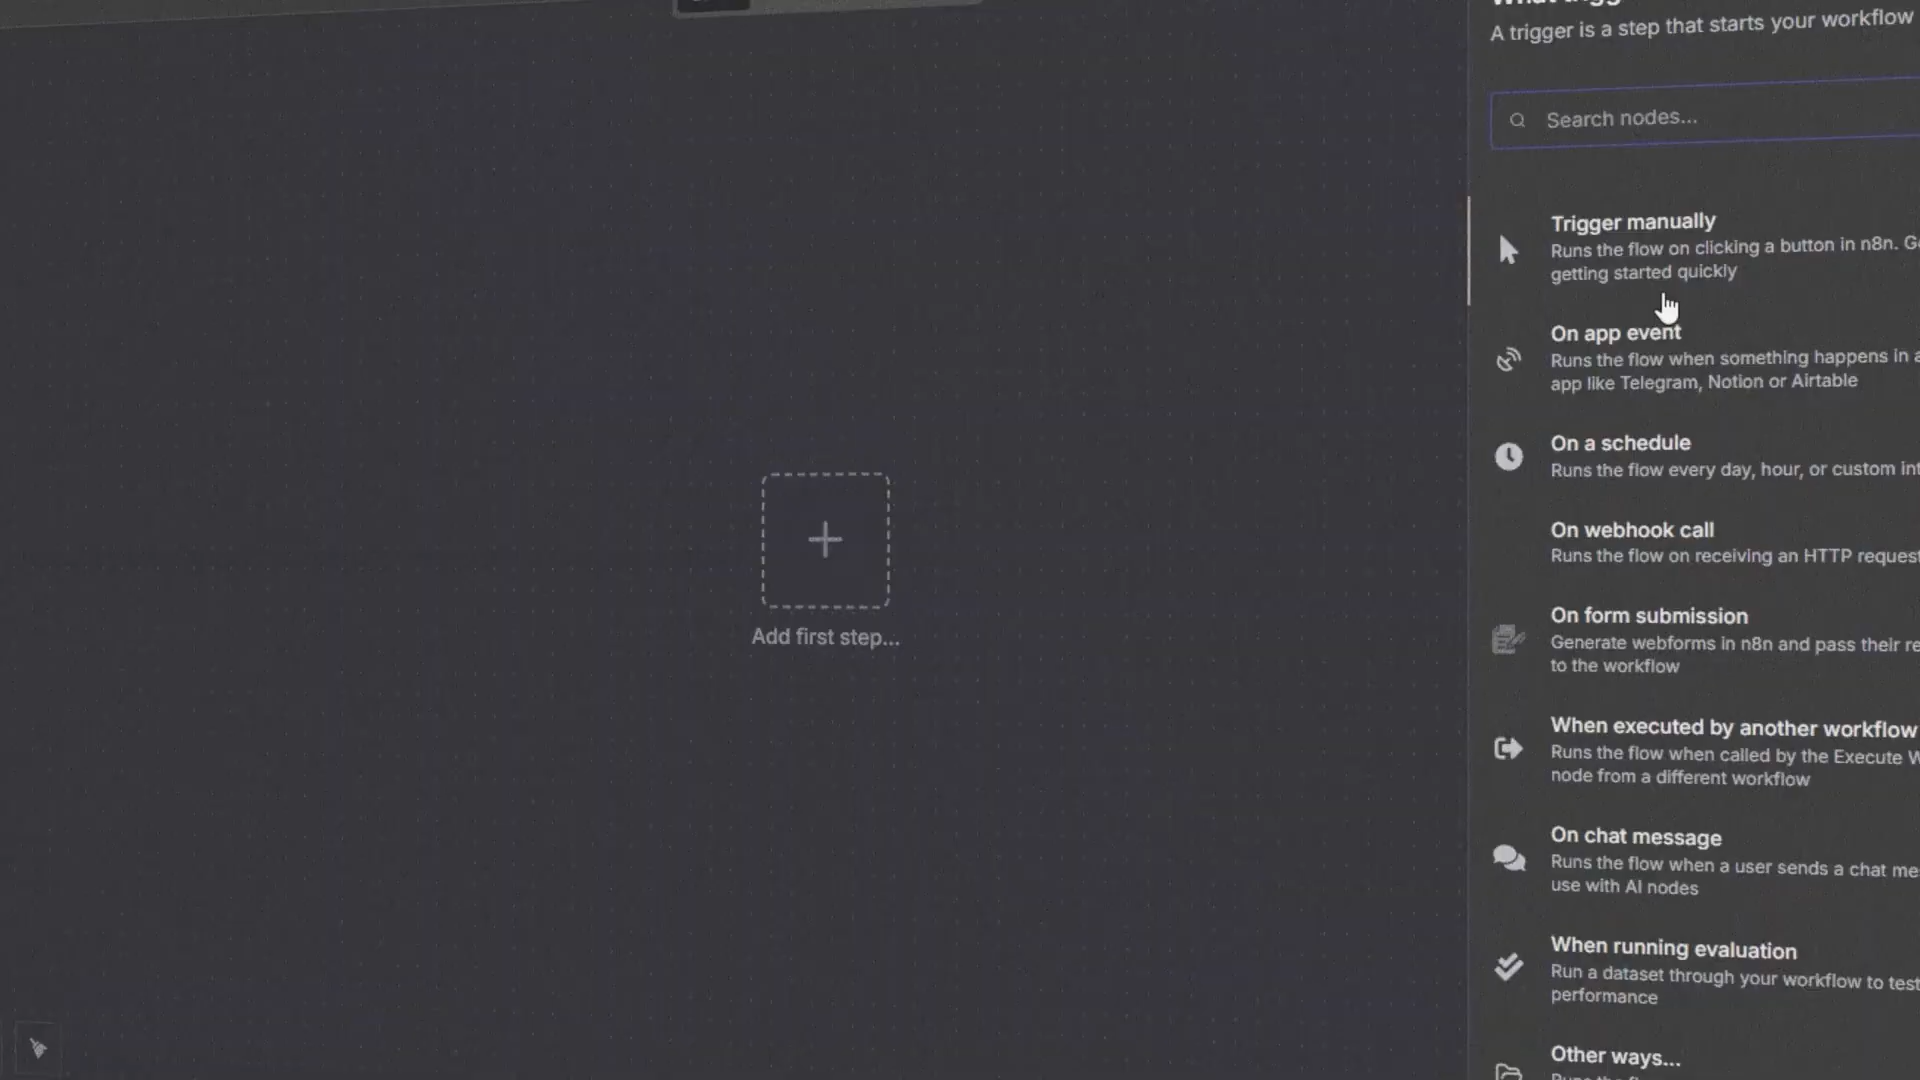 A trigger is a step that starts your workflow
Search nodes...
Trigger manually
Runs the flow on clicking a button in n8n.
getting started quickly
On app event
Runs the flow when something happens in
app like Telegram, Notion or Airtable
On a schedule
Runs the flow every day, hour, or custom
On webhook call
Runs the flow on receiving an HTTP request
On form submission
Generate webforms in n8n and pass their
to the workflow
When executed by another workflow
Runs the flow when called by the Execute
node from a different workflow
On chat message
Runs the flow when a user sends a chat
use with AI nodes
When running evaluation
Run a dataset through your workflow to test
performance
Other ways...
Add first step...